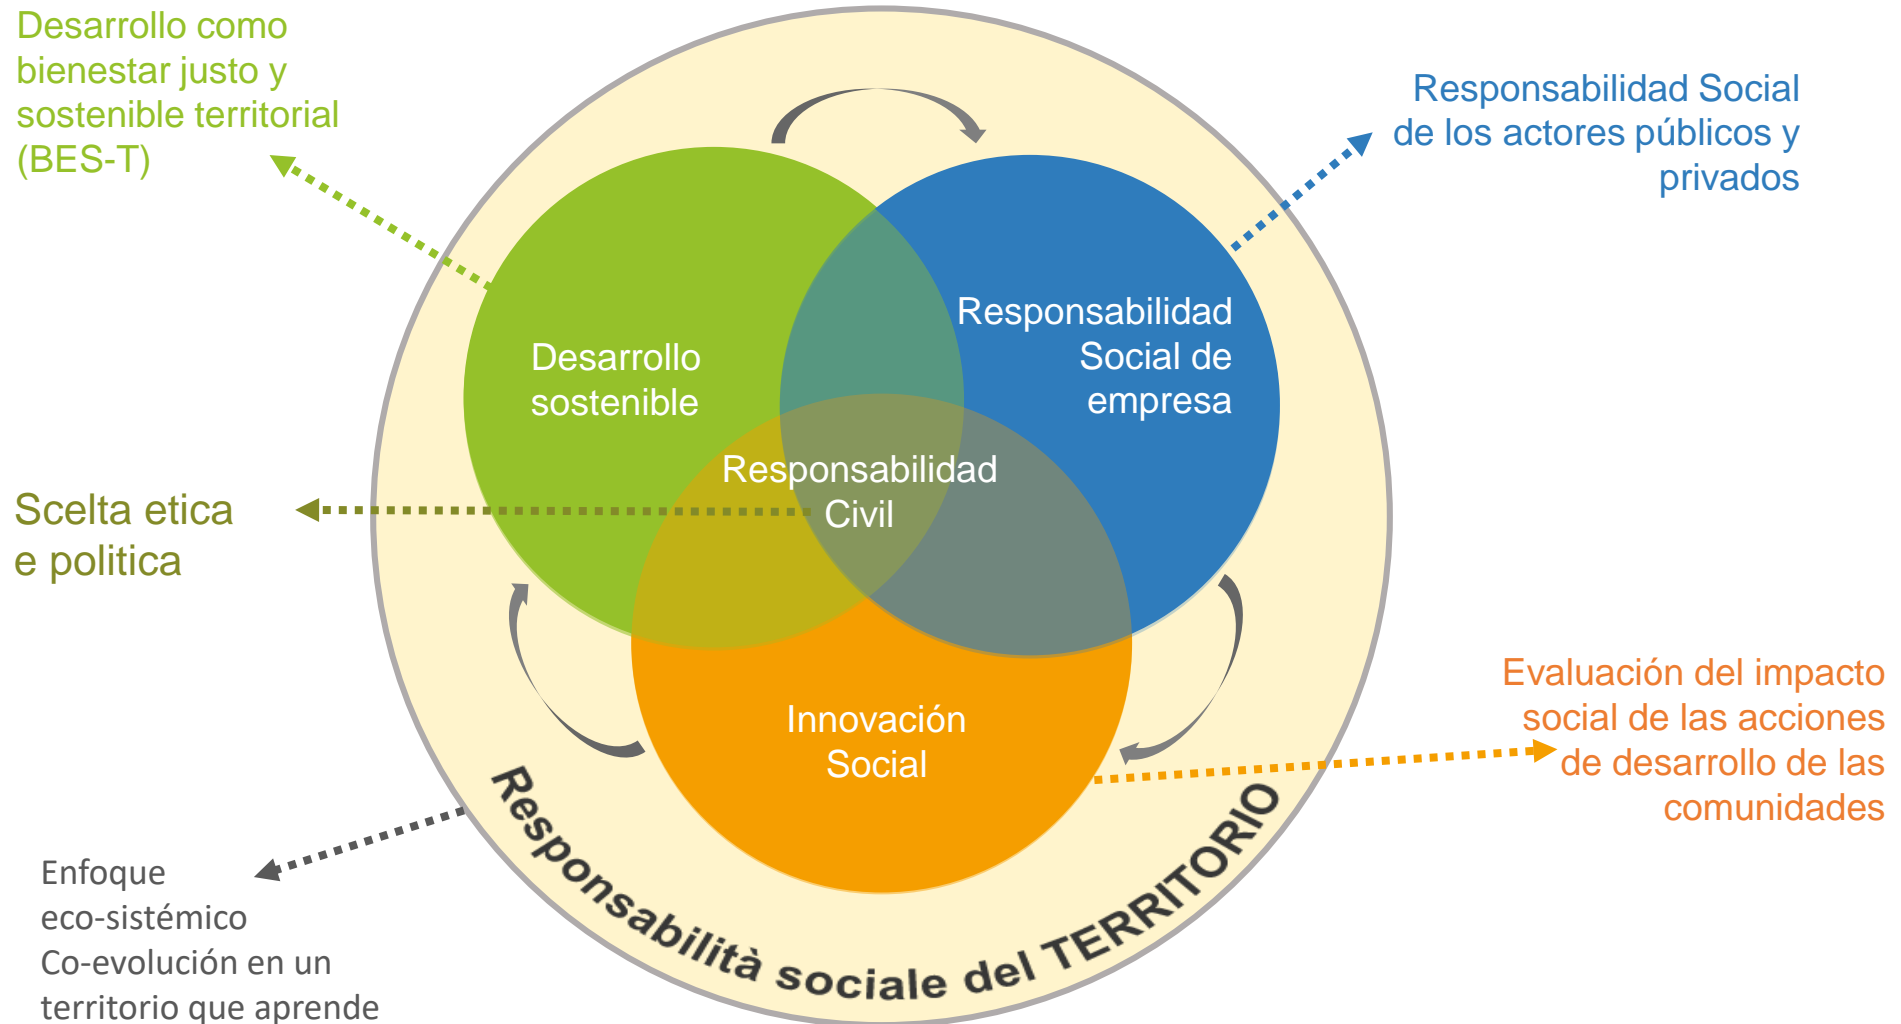 Desarrollo como
bienestar justo y
sostenible territorial
(BES-T)
Responsabilidad Social
de los actores públicos y
privados
Responsabilidad
Social de
empresa
Desarrollo
sostenible
Responsabilidad
Civil
Scelta etica
e politica
Innovación
Social
Evaluación del impacto
social de las acciones
de desarrollo de las
comunidades
Responsabilità sociale del TERRITORIO
Enfoque
eco-sistémico
Co-evolución en un
territorio que aprende